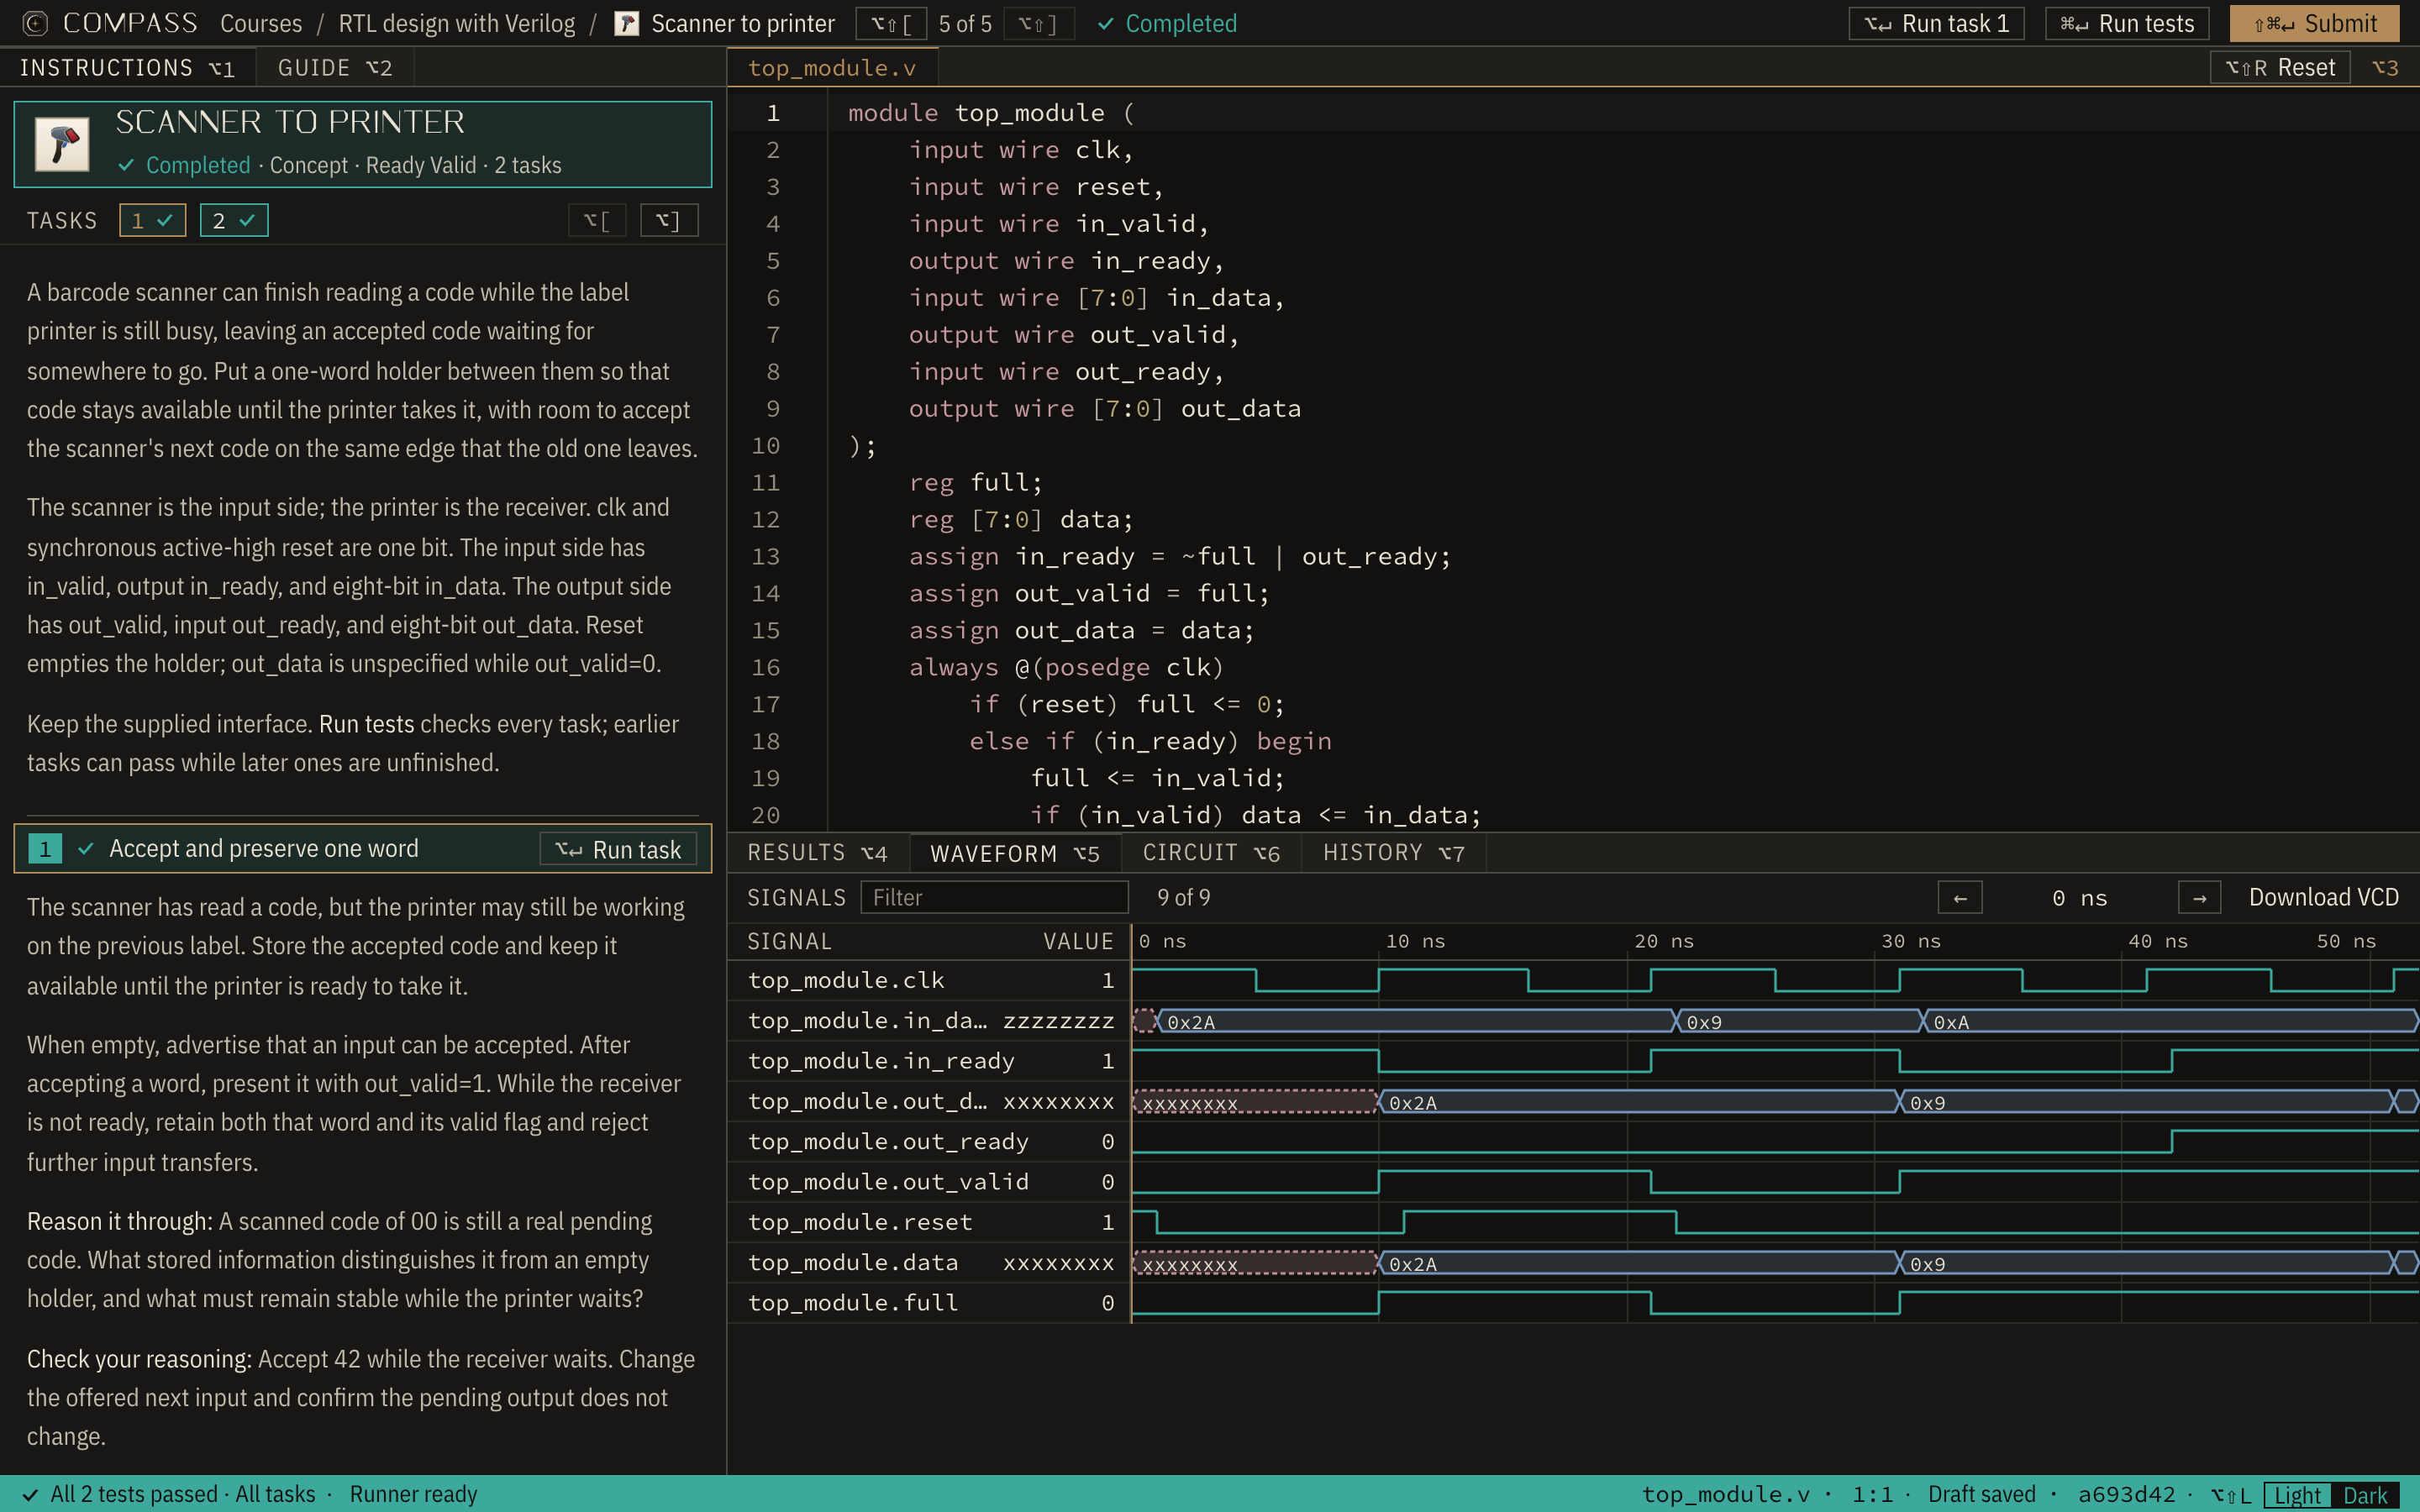 COMPASS Courses / RTL design with Verilog / Scanner to printer ⌥⇧[ 5 of 5 ⌥⇧] ✓ Completed ⌥↵ Run task 1 ⌘↵ Run tests ⇧⌘↵ Submit
INSTRUCTIONS ⌥1 GUIDE ⌥2
SCANNER TO PRINTER
✓ Completed · Concept · Ready Valid · 2 tasks
TASKS 1 ✓ 2 ✓ ⌥[ ⌥]
A barcode scanner can finish reading a code while the label
printer is still busy, leaving an accepted code waiting for
somewhere to go. Put a one-word holder between them so that
code stays available until the printer takes it, with room to accept
the scanner's next code on the same edge that the old one leaves.
The scanner is the input side; the printer is the receiver. clk and
synchronous active-high reset are one bit. The input side has
in_valid, output in_ready, and eight-bit in_data. The output side
has out_valid, input out_ready, and eight-bit out_data. Reset
empties the holder; out_data is unspecified while out_valid=0.
Keep the supplied interface. Run tests checks every task; earlier
tasks can pass while later ones are unfinished.
1 ✓ Accept and preserve one word ⌥↵ Run task
The scanner has read a code, but the printer may still be working
on the previous label. Store the accepted code and keep it
available until the printer is ready to take it.
When empty, advertise that an input can be accepted. After
accepting a word, present it with out_valid=1. While the receiver
is not ready, retain both that word and its valid flag and reject
further input transfers.
Reason it through: A scanned code of 00 is still a real pending
code. What stored information distinguishes it from an empty
holder, and what must remain stable while the printer waits?
Check your reasoning: Accept 42 while the receiver waits. Change
the offered next input and confirm the pending output does not
change.
top_module.v ⌥⇧R Reset ⌥3
1 module top_module (
2 input wire clk,
3 input wire reset,
4 input wire in_valid,
5 output wire in_ready,
6 input wire [7:0] in_data,
7 output wire out_valid,
8 input wire out_ready,
9 output wire [7:0] out_data
10 );
11 reg full;
12 reg [7:0] data;
13 assign in_ready = ~full | out_ready;
14 assign out_valid = full;
15 assign out_data = data;
16 always @(posedge clk)
17 if (reset) full <= 0;
18 else if (in_ready) begin
19 full <= in_valid;
20 if (in_valid) data <= in_data;
RESULTS ⌥4 WAVEFORM ⌥5 CIRCUIT ⌥6 HISTORY ⌥7
SIGNALS Filter 9 of 9 ← 0 ns → Download VCD
SIGNAL VALUE 0 ns 10 ns 20 ns 30 ns 40 ns 50 ns
top_module.clk 1
top_module.in_da… zzzzzzzz 0x2A 0x9 0xA
top_module.in_ready 1
top_module.out_d… xxxxxxxx xxxxxxxx 0x2A 0x9
top_module.out_ready 0
top_module.out_valid 0
top_module.reset 1
top_module.data xxxxxxxx xxxxxxxx 0x2A 0x9
top_module.full 0
✓ All 2 tests passed · All tasks · Runner ready top_module.v · 1:1 · Draft saved · a693d42 · ⌥⇧L Light Dark